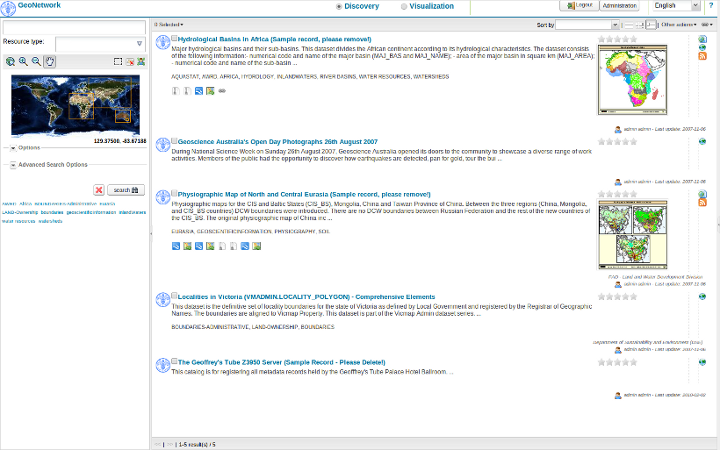 GeoNetwork
Discovery
Visualization
Logout
Administration
English
?
Resource type:
129.37500, -83.67188
Options
Advanced Search Options
search
0 Selected
Sort by
Other actions
Hydrological Basins in Africa (Sample record, please remove!)
Major hydrological basins and their sub-basins. This dataset divides the African continent according to its hydrological characteristics. The dataset consists
of the following information:- numerical code and name of the major basin (MAJ_BAS and MAJ_NAME); - area of the major basin in square km (MAJ_AREA);
- numerical code and name of the sub-basin ...
AQUASTAT, AWRD, AFRICA, HYDROLOGY, INLANDWATERS, RIVER BASINS, WATER RESOURCES, WATERSHEDS
admin admin - Last update: 2007-11-06
Geoscience Australia's Open Day Photographs 26th August 2007
During National Science Week on Sunday 26th August 2007, Geoscience Australia opened its doors to the community to showcase a diverse range of work
activities. Members of the public had the opportunity to discover how earthquakes are detected, pan for gold, tour the bui ...
admin admin - Last update: 2007-11-06
Physiographic Map of North and Central Eurasia (Sample record, please remove!)
Physiographic maps for the CIS and Baltic States (CIS_BS), Mongolia, China and Taiwan Province of China. Between the three regions (China, Mongolia,
and CIS_BS countries) DCW boundaries were introduced. There are no DCW boundaries between Russian Federation and the rest of the new countries of
the CIS_BS. The original physiographic map of China inc ...
EURASIA, GEOSCIENTIFICINFORMATION, PHYSIOGRAPHY, SOIL
FAO - Land and Water Development Division
admin admin - Last update: 2007-11-06
Localities in Victoria (VMADMIN.LOCALITY_POLYGON) - Comprehensive Elements
This dataset is the definitive set of locality boundaries for the state of Victoria as defined by Local Government and registered by the Registrar of Geographic
Names. The boundaries are aligned to Vicmap Property. This dataset is part of the Vicmap Admin dataset series. ...
BOUNDARIES-ADMINISTRATIVE, LAND-OWNERSHIP, BOUNDARIES
Department of Sustainability and Environment (DSE)
admin admin - Last update: 2007-11-06
The Geoffrey's Tube Z3950 Server (Sample Record - Please Delete!)
This catalog is for registering all metadata records held by the Geofffrey's Tube Palace Hotel Ballroom. ...
admin admin - Last update:
1-5 result(s) / 5